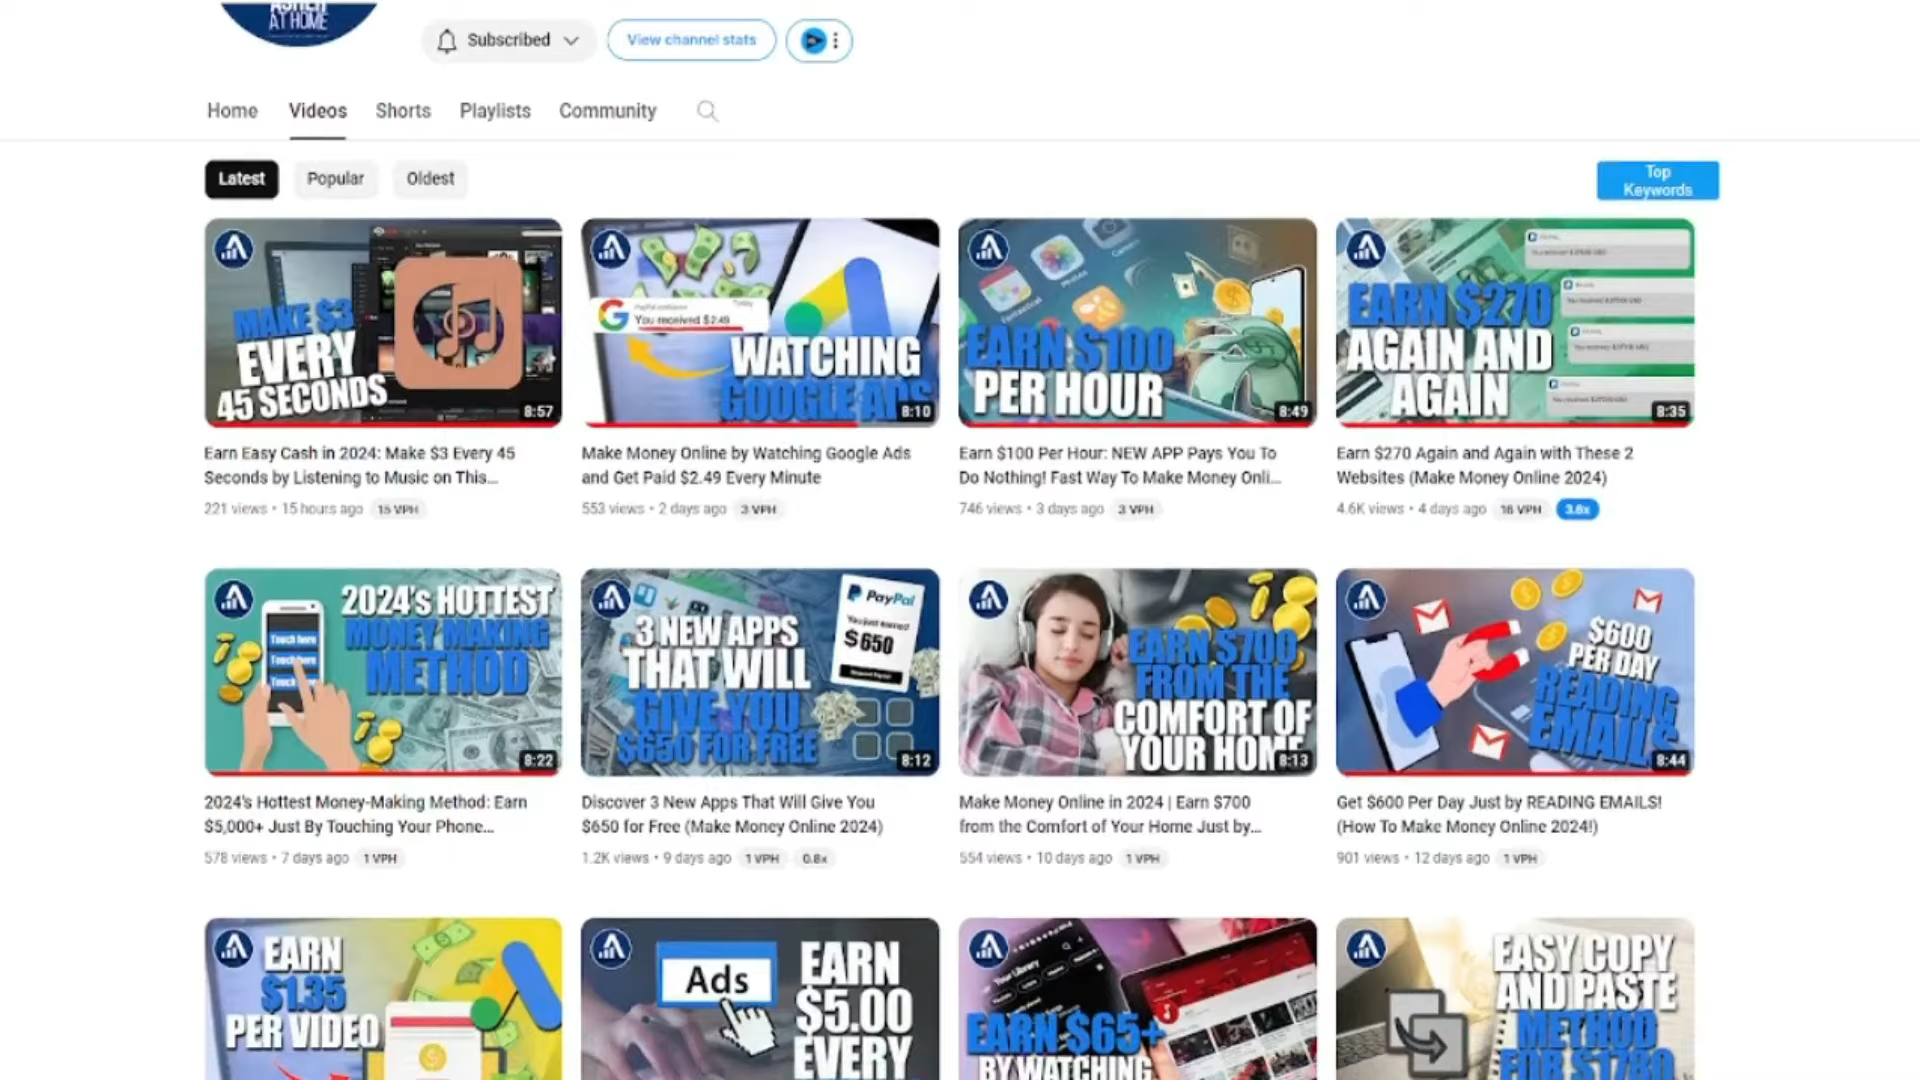 AT HOME
Subscribed
View channel stats
Home
Videos
Shorts
Playlists
Community
Latest
Popular
Oldest
Top
Keywords
MAKE $3
EVERY
45 SECONDS
8:57
Today
You received $2.49
WATCHING
GOOGLE ADS
8:10
EARN $100
PER HOUR
8:49
EARN $270
AGAIN AND
AGAIN
8:35
Earn Easy Cash in 2024: Make $3 Every 45
Seconds by Listening to Music on This...
221 views • 15 hours ago
15 VPH
Make Money Online by Watching Google Ads
and Get Paid $2.49 Every Minute
553 views • 2 days ago
3 VPH
Earn $100 Per Hour: NEW APP Pays You To
Do Nothing! Fast Way To Make Money Onli...
746 views • 3 days ago
3 VPH
Earn $270 Again and Again with These 2
Websites (Make Money Online 2024)
4.6K views • 4 days ago
16 VPH
3.6x
2024's HOTTEST
MONEY MAKING
METHOD
Touch here
Touch here
Touch here
8:22
3 NEW APPS
THAT WILL
GIVE YOU
$650 FOR FREE
PayPal
You just earned
$650
8:12
EARN $700
FROM THE
COMFORT OF
YOUR HOME
8:13
$600
PER DAY
READING
EMAILS
8:44
2024's Hottest Money-Making Method: Earn
$5,000+ Just By Touching Your Phone...
578 views • 7 days ago
1 VPH
Discover 3 New Apps That Will Give You
$650 for Free (Make Money Online 2024)
1.2K views • 9 days ago
1 VPH
0.8x
Make Money Online in 2024 | Earn $700
from the Comfort of Your Home Just by...
554 views • 10 days ago
1 VPH
Get $600 Per Day Just by READING EMAILS!
(How To Make Money Online 2024!)
901 views • 12 days ago
1 VPH
EARN
$1.35
PER VIDEO
Ads
EARN
$5.00
EVERY
Your Library
EARN $65+
BY WATCHING
EASY COPY
AND PASTE
METHOD
FOR $1780